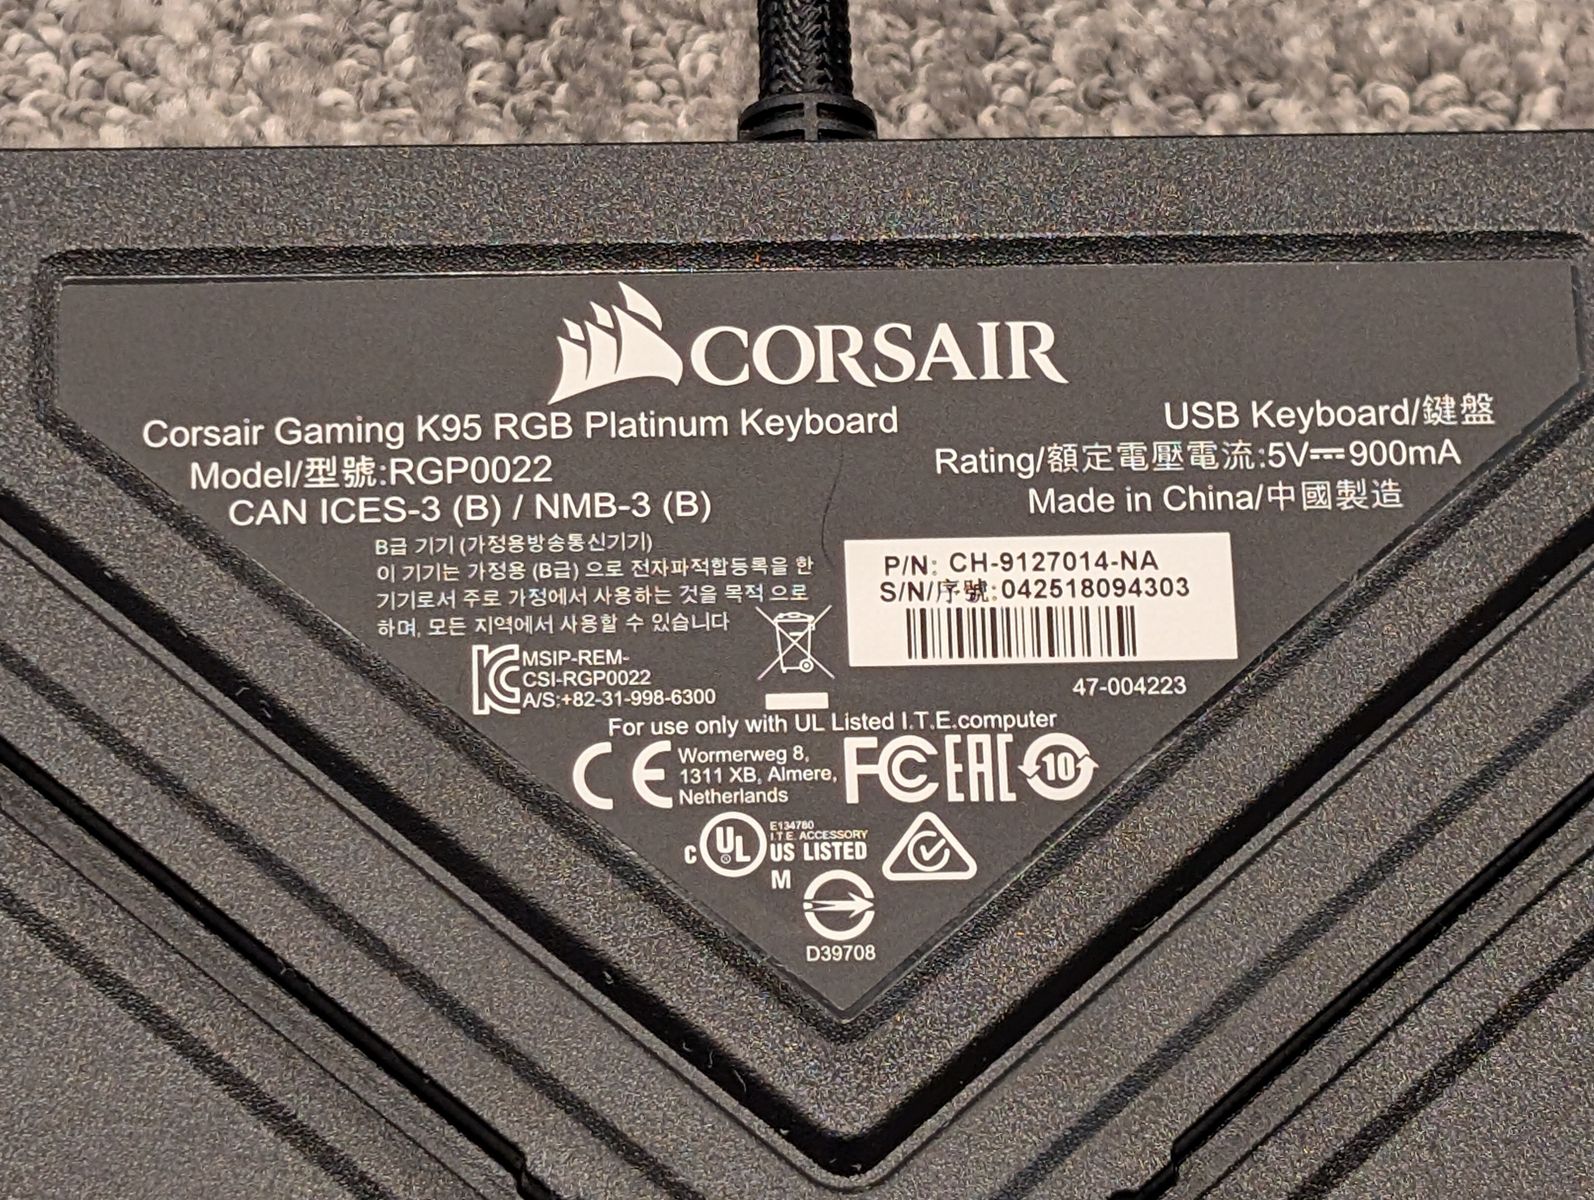 CORSAIR
Corsair Gaming K95 RGB Platinum Keyboard
Model/型號:RGP0022
CAN ICES-3 (B) / NMB-3 (B)
USB Keyboard/鍵盤
Rating/額定電壓電流:5V⎓900mA
Made in China/中國製造
B급 기기 (가정용방송통신기기)
이 기기는 가정용 (B급) 으로 전자파적합등록을 한
기기로서 주로 가정에서 사용하는 것을 목적 으로
하며, 모든 지역에서 사용할 수 있습니다
P/N: CH-9127014-NA
S/N/序號:042518094303
MSIP-REM-
CSI-RGP0022
A/S:+82-31-998-6300
47-004223
For use only with UL Listed I.T.E.computer
CE
Wormerweg 8,
1311 XB, Almere,
Netherlands
FC EAC 10
c UL US LISTED
E134780
I.T.E. ACCESSORY
M
D39708